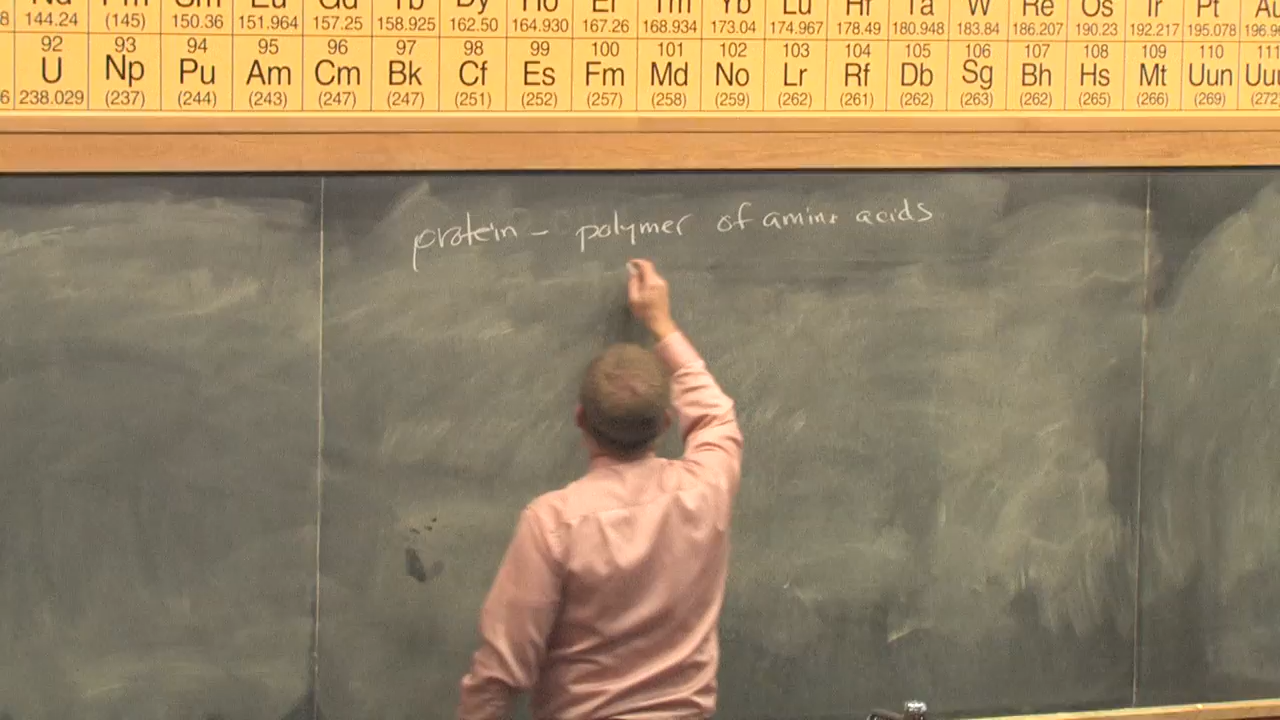 144.24 (145) 150.36 151.964 157.25 158.925 162.50 164.930 167.26 168.934 173.04 174.967 178.49 180.948 183.84 186.207 190.23 192.217 195.078
92 93 94 95 96 97 98 99 100 101 102 103 104 105 106 107 108 109 110 111
U Np Pu Am Cm Bk Cf Es Fm Md No Lr Rf Db Sg Bh Hs Mt Uun
238.029 (237) (244) (243) (247) (247) (251) (252) (257) (258) (259) (262) (261) (262) (263) (262) (265) (266) (269) (272
protein - polymer of amino acids